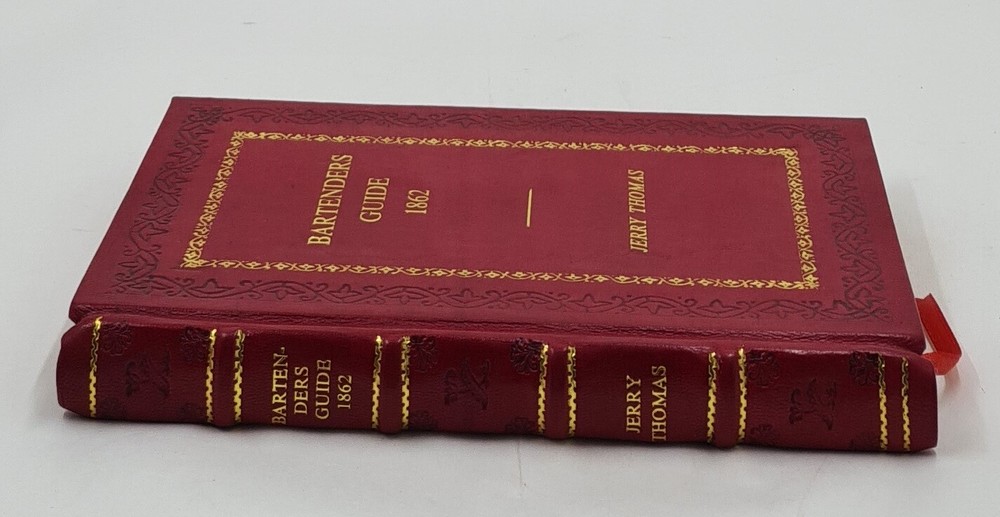 BARTENDERS
GUIDE
1862
JERRY THOMAS
BARTEN-
DERS
GUIDE
1862
JERRY
THOMAS